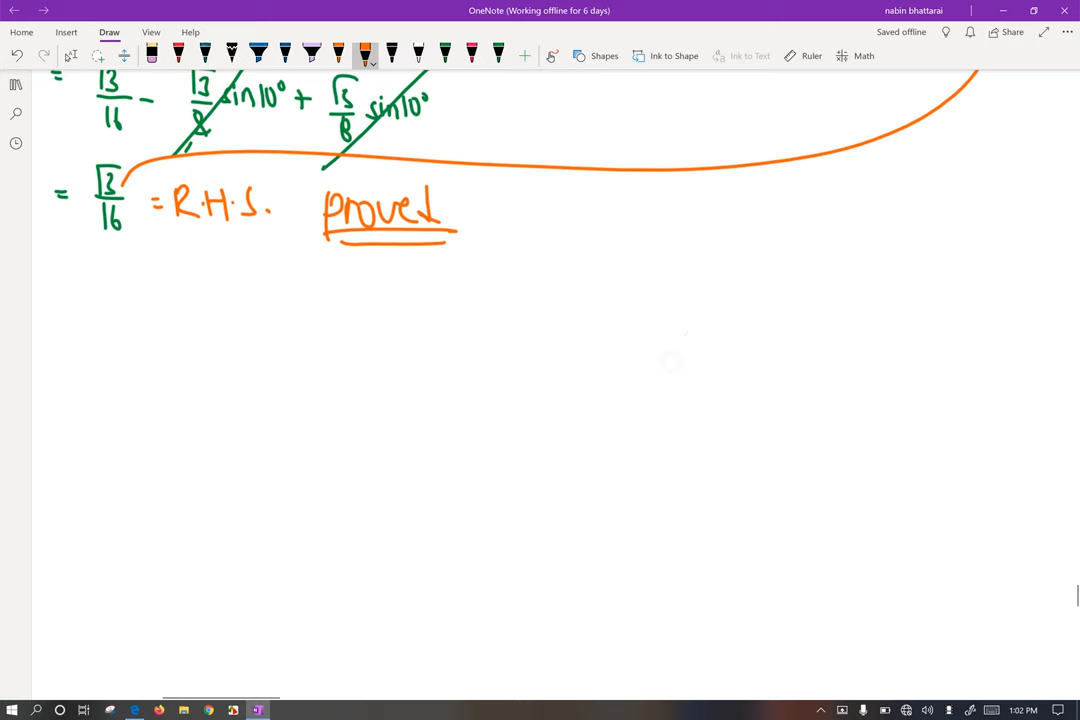 OneNote (Working offline for 6 days)
nabin bhattarai
Home Insert Draw View Help
Saved offline
Share
Shapes
Ink to Shape
Ink to Text
Ruler
Math
= √3/16 - √3/8 sin10° + √3/8 sin10°
= √3/16 = R.H.S. proved
1:02 PM